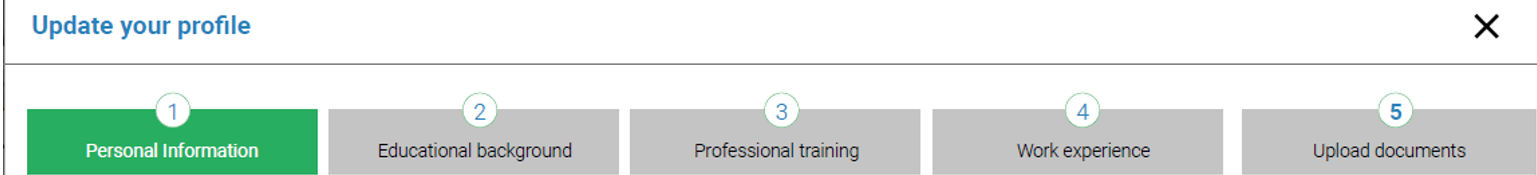 Update your profile
1
Personal Information
2
Educational background
3
Professional training
4
Work experience
5
Upload documents